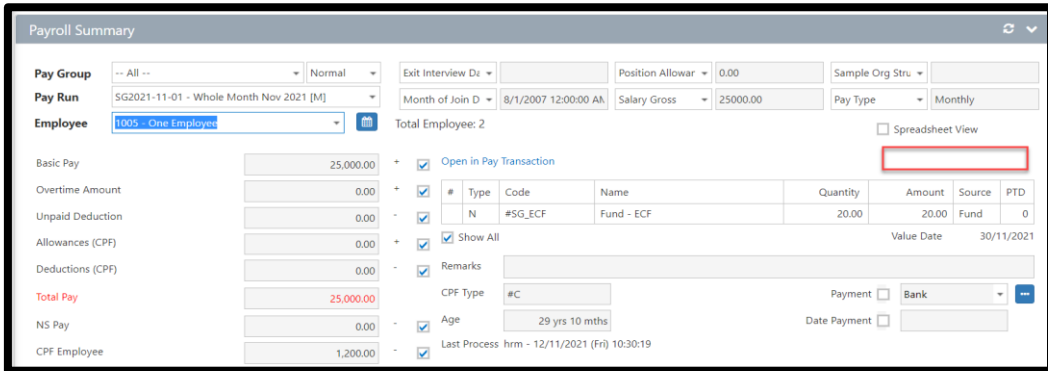 Payroll Summary
Pay Group -- All -- Normal Exit Interview Da Position Allowar 0.00 Sample Org Stru
Pay Run SG2021-11-01 - Whole Month Nov 2021 [M] Month of Join D 8/1/2007 12:00:00 AM Salary Gross 25000.00 Pay Type Monthly
Employee 1005 - One Employee Total Employee: 2
Spreadsheet View
Basic Pay 25,000.00 + Open in Pay Transaction
Overtime Amount 0.00 + # Type Code Name Quantity Amount Source PTD
Unpaid Deduction 0.00 - N #SG_ECF Fund - ECF 20.00 20.00 Fund 0
Allowances (CPF) 0.00 + Show All Value Date 30/11/2021
Deductions (CPF) 0.00 - Remarks
Total Pay 25,000.00 CPF Type #C Payment Bank
NS Pay 0.00 - Age 29 yrs 10 mths Date Payment
CPF Employee 1,200.00 - Last Process hrm - 12/11/2021 (Fri) 10:30:19